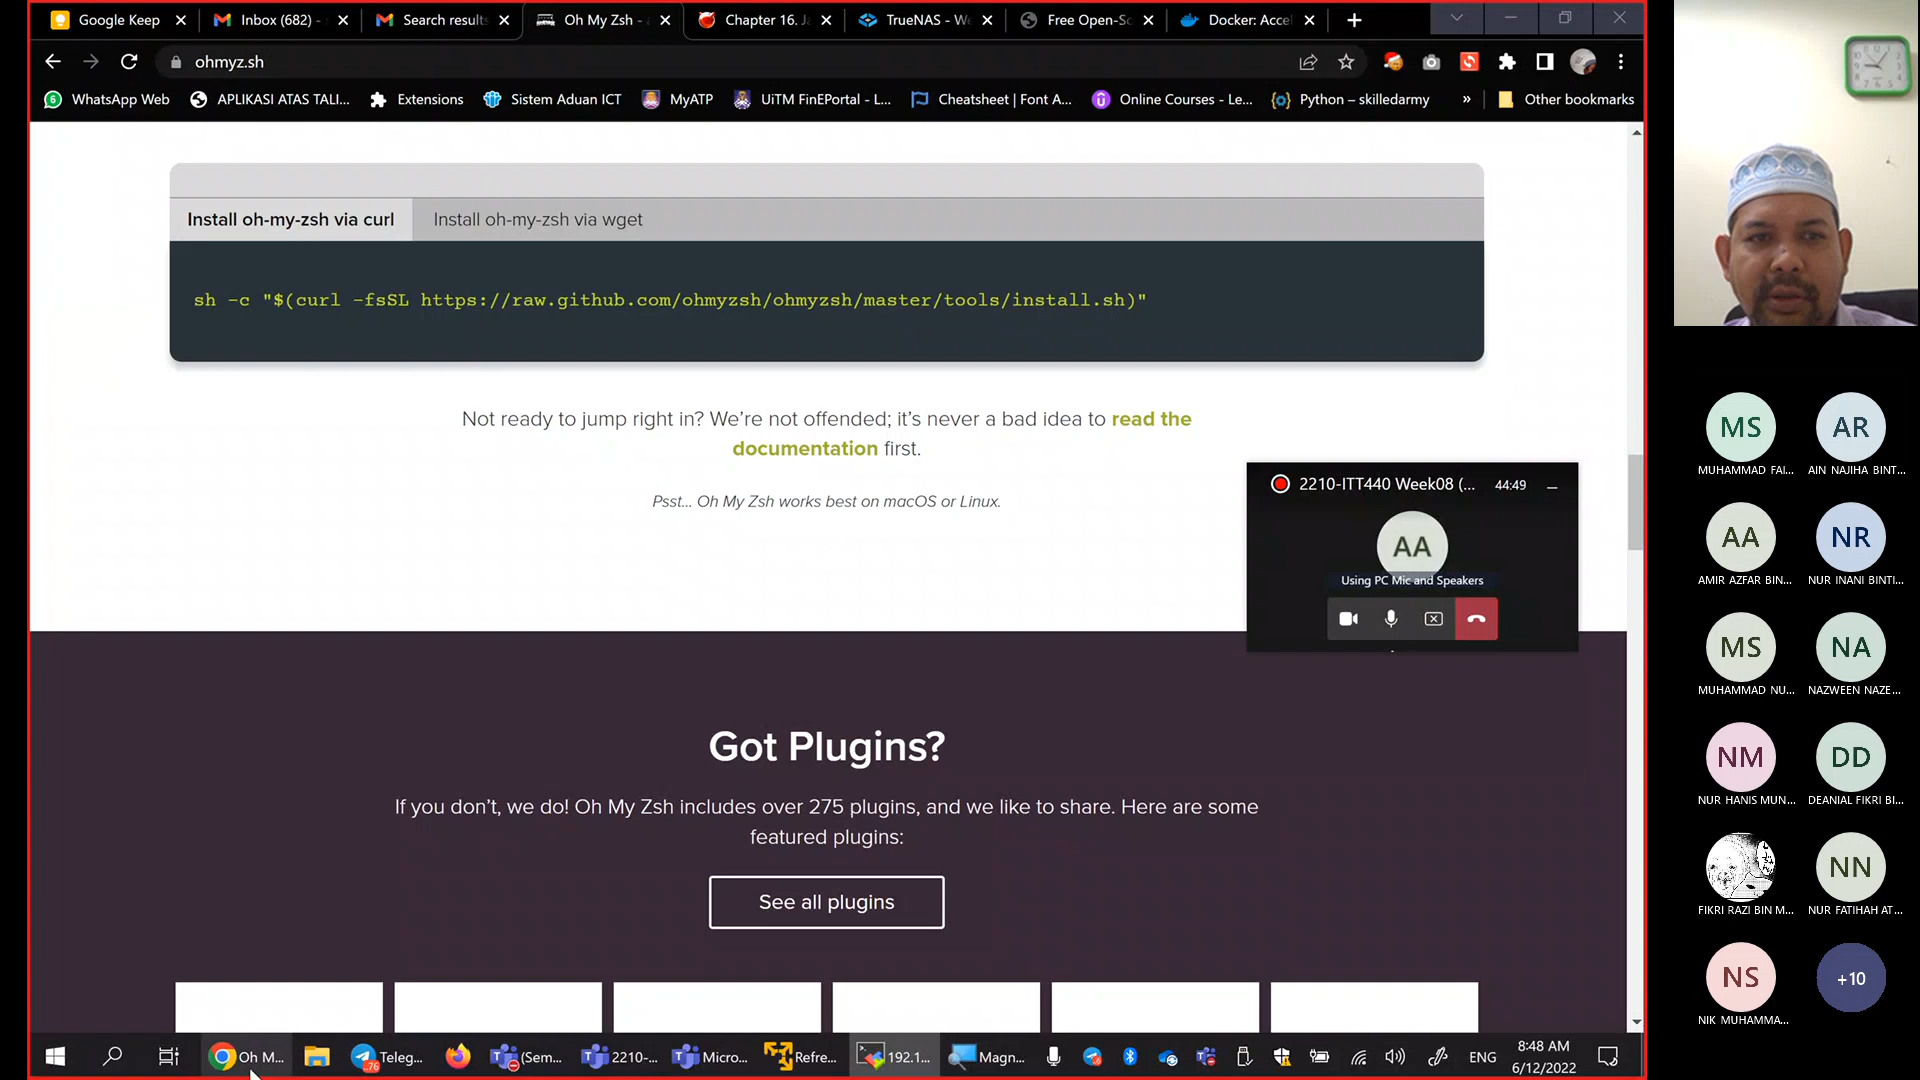 Google Keep
Inbox (682) -
Search results
Oh My Zsh - a
Chapter 16. Ja
TrueNAS - We
Free Open-So
Docker: Accel
ohmyz.sh
WhatsApp Web
APLIKASI ATAS TALI...
Extensions
Sistem Aduan ICT
MyATP
UiTM FinEPortal - L...
Cheatsheet | Font A...
Online Courses - Le...
Python – skilledarmy
»
Other bookmarks
Install oh-my-zsh via curl
Install oh-my-zsh via wget
sh -c "$(curl -fsSL https://raw.github.com/ohmyzsh/ohmyzsh/master/tools/install.sh)"
Not ready to jump right in? We’re not offended; it’s never a bad idea to read the
documentation first.
Psst... Oh My Zsh works best on macOS or Linux.
2210-ITT440 Week08 (...
44:49
AA
Using PC Mic and Speakers
Got Plugins?
If you don’t, we do! Oh My Zsh includes over 275 plugins, and we like to share. Here are some
featured plugins:
See all plugins
MS
MUHAMMAD FAI...
AR
AIN NAJIHA BINT...
AA
AMIR AZFAR BIN...
NR
NUR INANI BINTI...
MS
MUHAMMAD NU...
NA
NAZWEEN NAZE...
NM
NUR HANIS MUN...
DD
DEANIAL FIKRI BI...
FIKRI RAZI BIN M...
NN
NUR FATIHAH AT...
NS
NIK MUHAMMA...
+10
Oh M...
Teleg...
76
(Sem...
2210-...
Micro...
Refre...
192.1...
Magn...
ENG
8:48 AM
6/12/2022